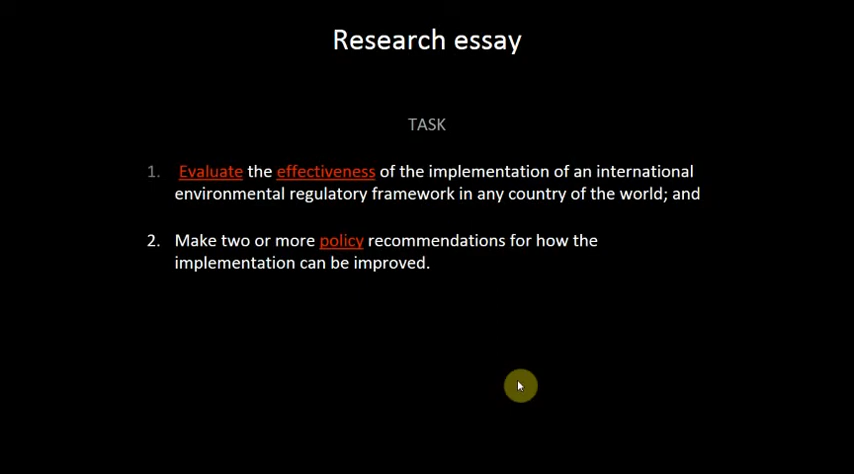 Research essay
TASK
1. Evaluate the effectiveness of the implementation of an international
environmental regulatory framework in any country of the world; and
2. Make two or more policy recommendations for how the
implementation can be improved.